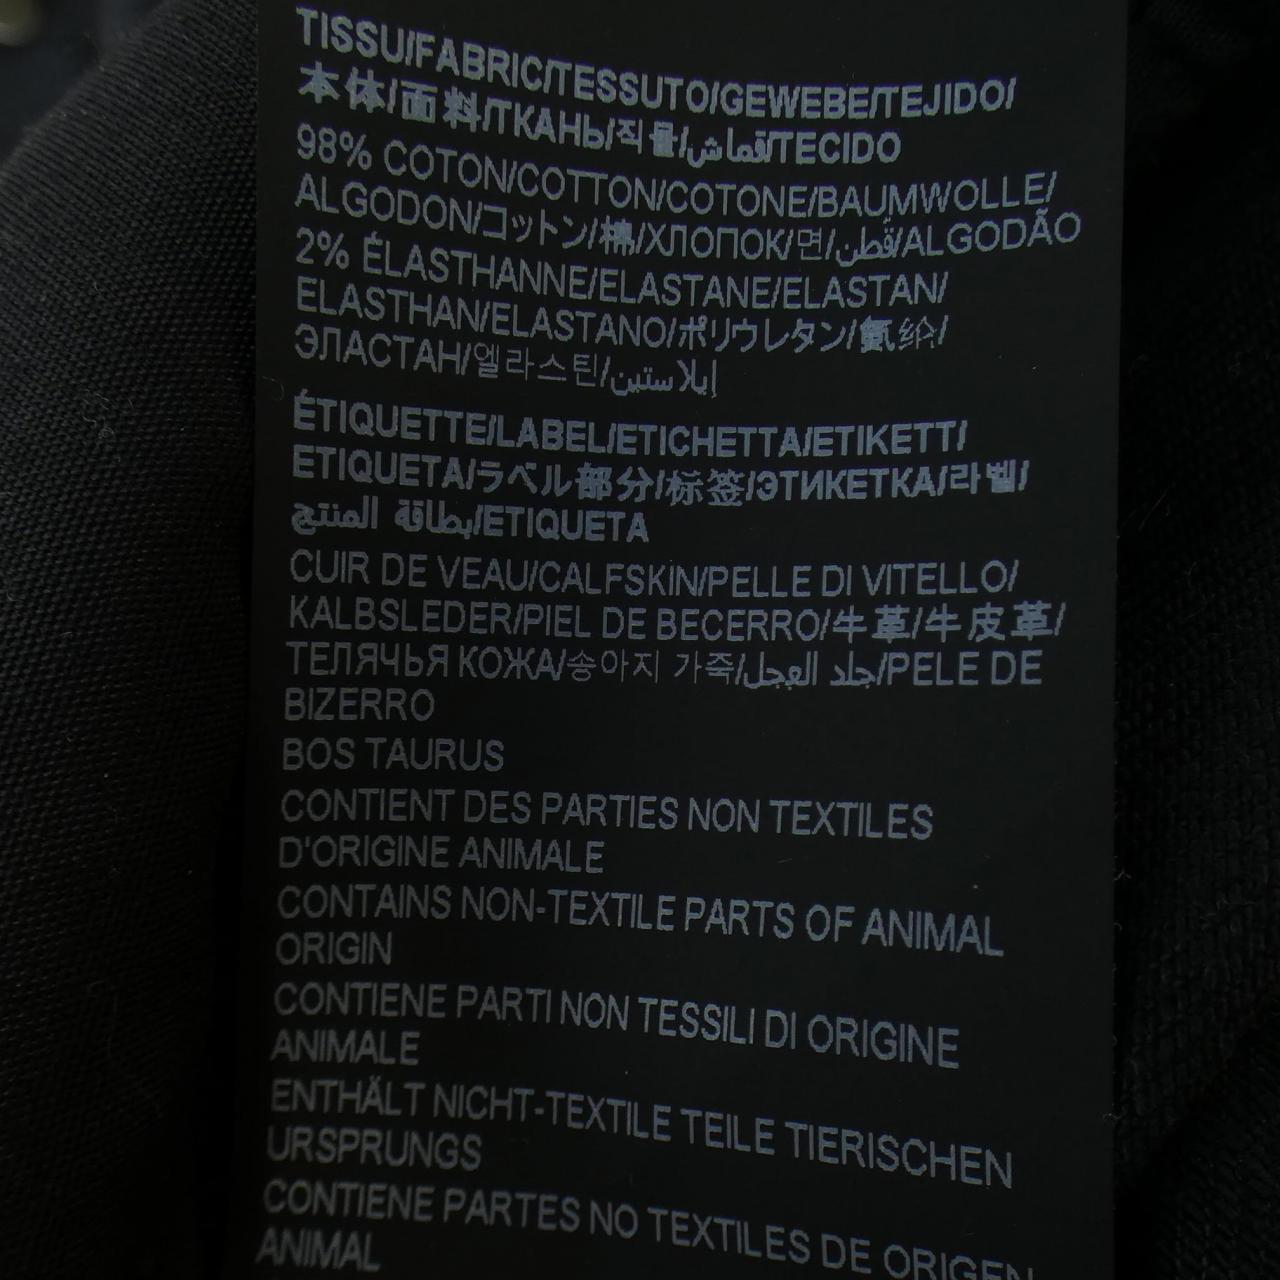 TISSU/FABRIC/TESSUTO/GEWEBE/TEJIDO/
本体/面料/ТКАНЬ/직물/قماش/TECIDO
98% COTON/COTTON/COTONE/BAUMWOLLE/
ALGODON/コットン/棉/ХЛОПОК/면/قطن/ALGODÃO
2% ÉLASTHANNE/ELASTANE/ELASTAN/
ELASTHAN/ELASTANO/ポリウレタン/氨纶/
ЭЛАСТАН/엘라스틴/إيلاستين
ÉTIQUETTE/LABEL/ETICHETTA/ETIKETT/
ETIQUETA/ラベル部分/标签/ЭТИКЕТКА/라벨/
بطاقة المنتج/ETIQUETA
CUIR DE VEAU/CALFSKIN/PELLE DI VITELLO/
KALBSLEDER/PIEL DE BECERRO/牛革/牛皮革/
ТЕЛЯЧЬЯ КОЖА/송아지 가죽/جلد العجل/PELE DE
BIZERRO
BOS TAURUS
CONTIENT DES PARTIES NON TEXTILES
D'ORIGINE ANIMALE
CONTAINS NON-TEXTILE PARTS OF ANIMAL
ORIGIN
CONTIENE PARTI NON TESSILI DI ORIGINE
ANIMALE
ENTHÄLT NICHT-TEXTILE TEILE TIERISCHEN
URSPRUNGS
CONTIENE PARTES NO TEXTILES DE ORIGEN
ANIMAL